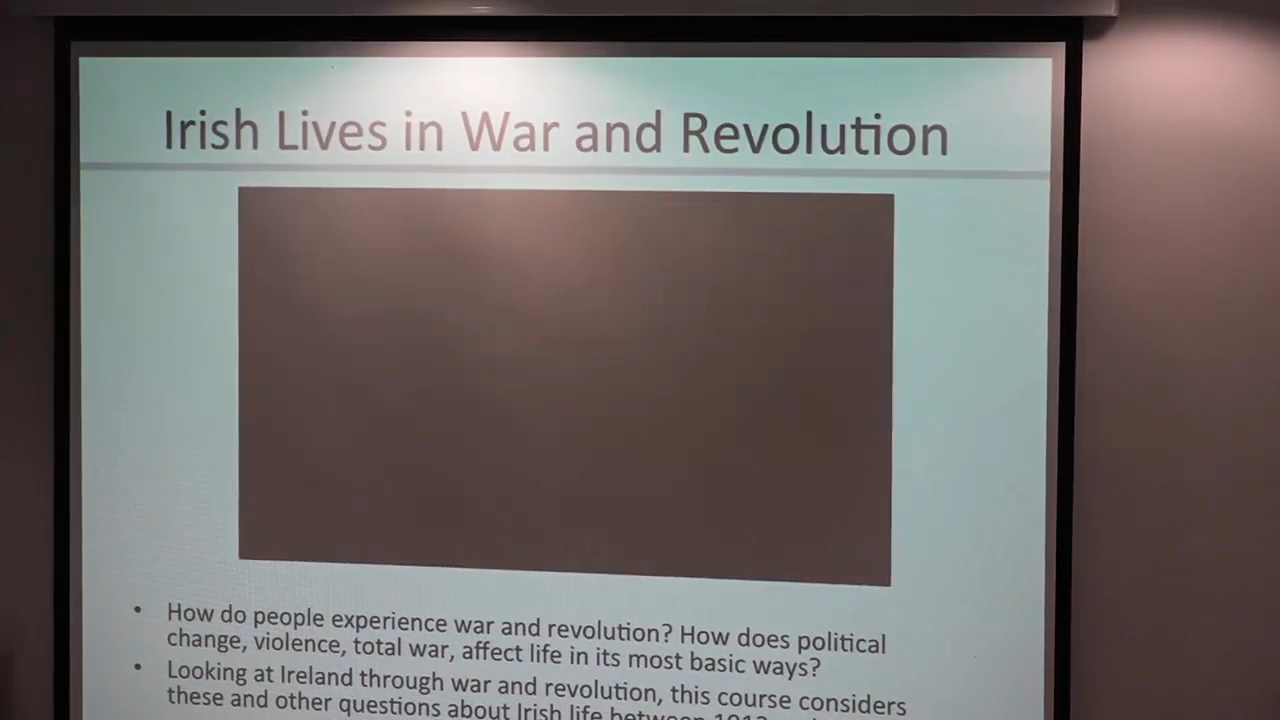 Irish Lives in War and Revolution
• How do people experience war and revolution? How does political
change, violence, total war, affect life in its most basic ways?
• Looking at Ireland through war and revolution, this course considers
these and other questions about Irish life between